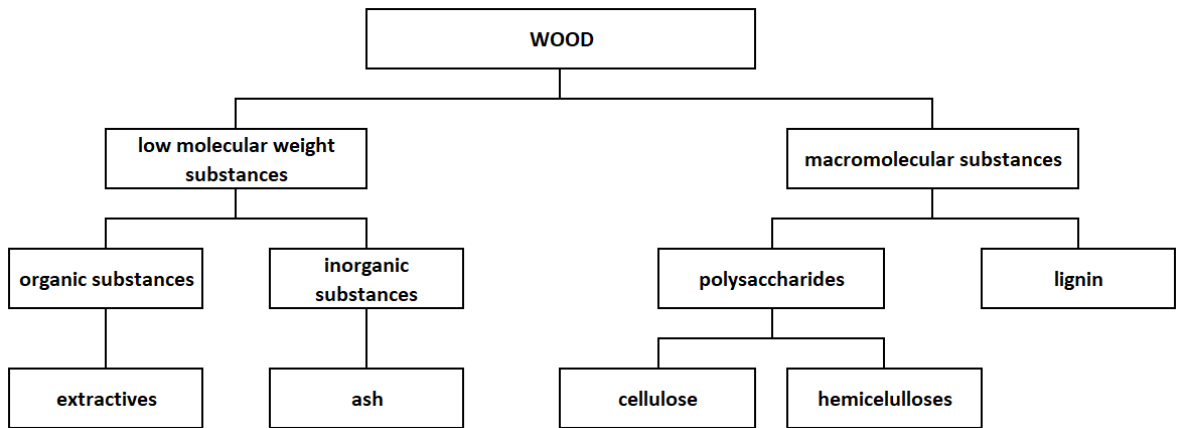 WOOD
low molecular weight
substances
macromolecular substances
organic substances
inorganic
substances
polysaccharides
lignin
extractives
ash
cellulose
hemicelulloses